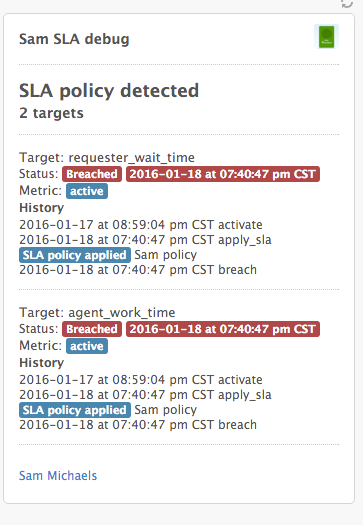 Sam SLA debug
SLA policy detected
2 targets
Target: requester_wait_time
Status: Breached 2016-01-18 at 07:40:47 pm CST
Metric: active
History
2016-01-17 at 08:59:04 pm CST activate
2016-01-18 at 07:40:47 pm CST apply_sla
SLA policy applied Sam policy
2016-01-18 at 07:40:47 pm CST breach
Target: agent_work_time
Status: Breached 2016-01-18 at 07:40:47 pm CST
Metric: active
History
2016-01-17 at 08:59:04 pm CST activate
2016-01-18 at 07:40:47 pm CST apply_sla
SLA policy applied Sam policy
2016-01-18 at 07:40:47 pm CST breach
Sam Michaels